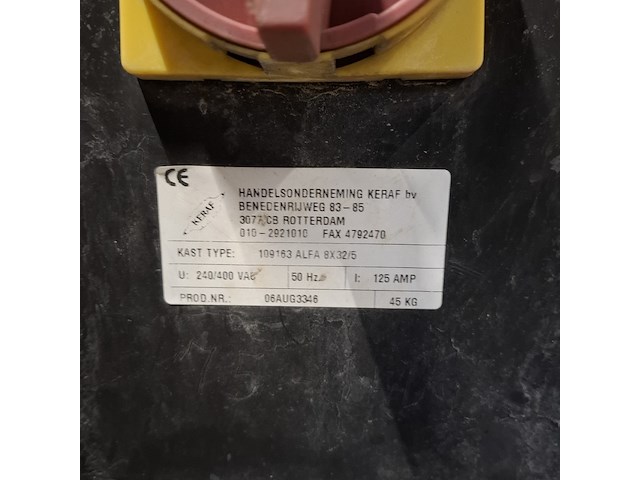 CE
KERAF
HANDELSONDERNEMING KERAF bv
BENEDENRIJWEG 83-85
3077 CB ROTTERDAM
010-2921010 FAX 4792470
KAST TYPE: 109163 ALFA 8X32/5
U: 240/400 VAC 50 Hz. I: 125 AMP
PROD.NR.: 06AUG3346 45 KG